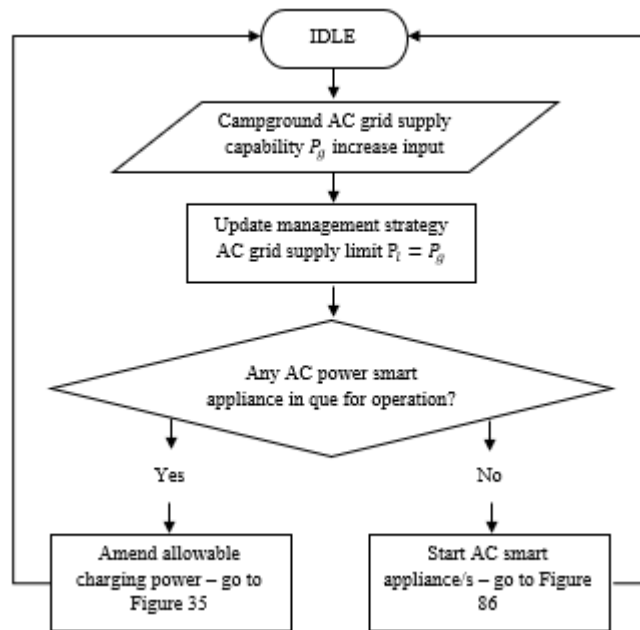 IDLE
Campground AC grid supply
capability P_g increase input
Update management strategy
AC grid supply limit P_l = P_g
Any AC power smart
appliance in que for operation?
Yes
No
Amend allowable
charging power – go to
Figure 35
Start AC smart
appliance/s – go to Figure
86